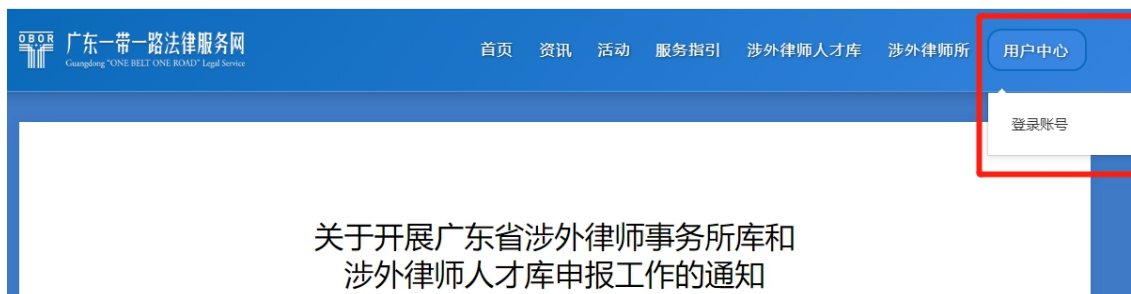 OBOR
广东一带一路法律服务网
Guangdong "ONE BELT ONE ROAD" Legal Service
首页 资讯 活动 服务指引 涉外律师人才库 涉外律师所 用户中心
登录账号
关于开展广东省涉外律师事务所库和
涉外律师人才库申报工作的通知